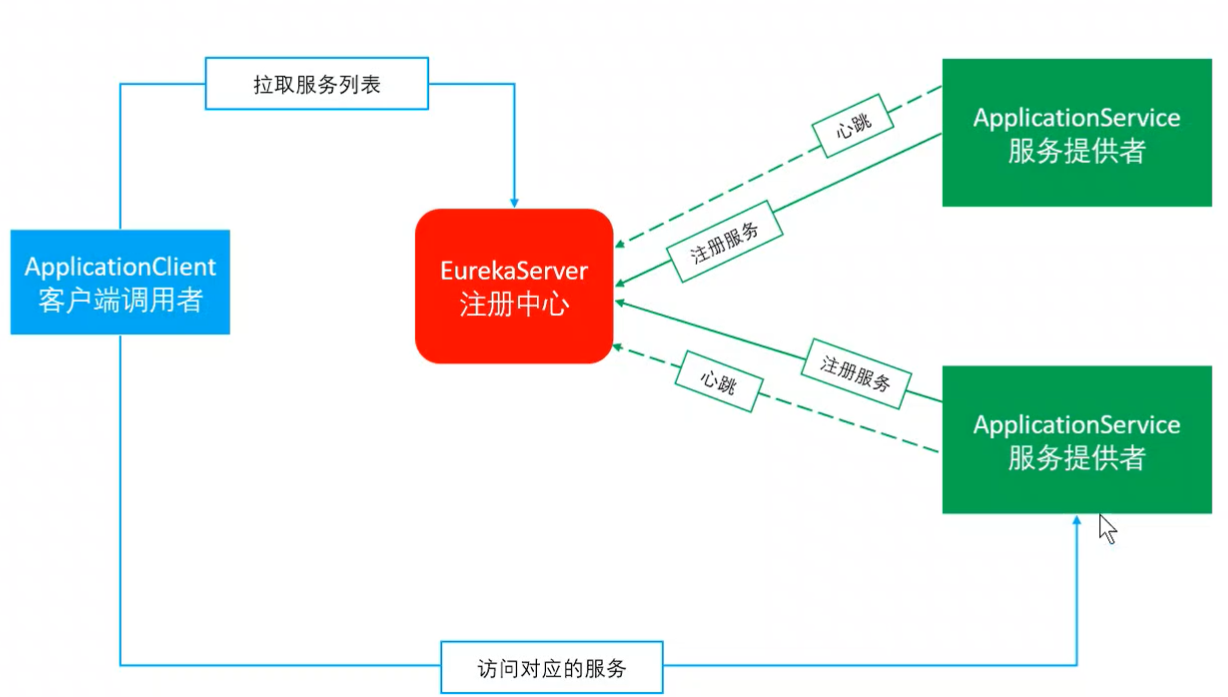 拉取服务列表
心跳
ApplicationService
服务提供者
注册服务
ApplicationClient
客户端调用者
EurekaServer
注册中心
注册服务
心跳
ApplicationService
服务提供者
访问对应的服务